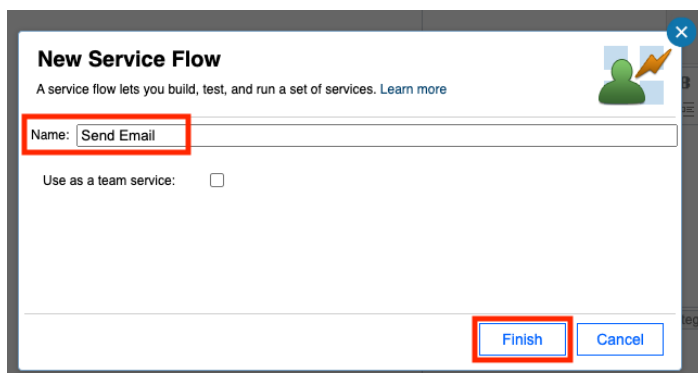 New Service Flow
A service flow lets you build, test, and run a set of services. Learn more
Name: Send Email
Use as a team service:
Finish Cancel